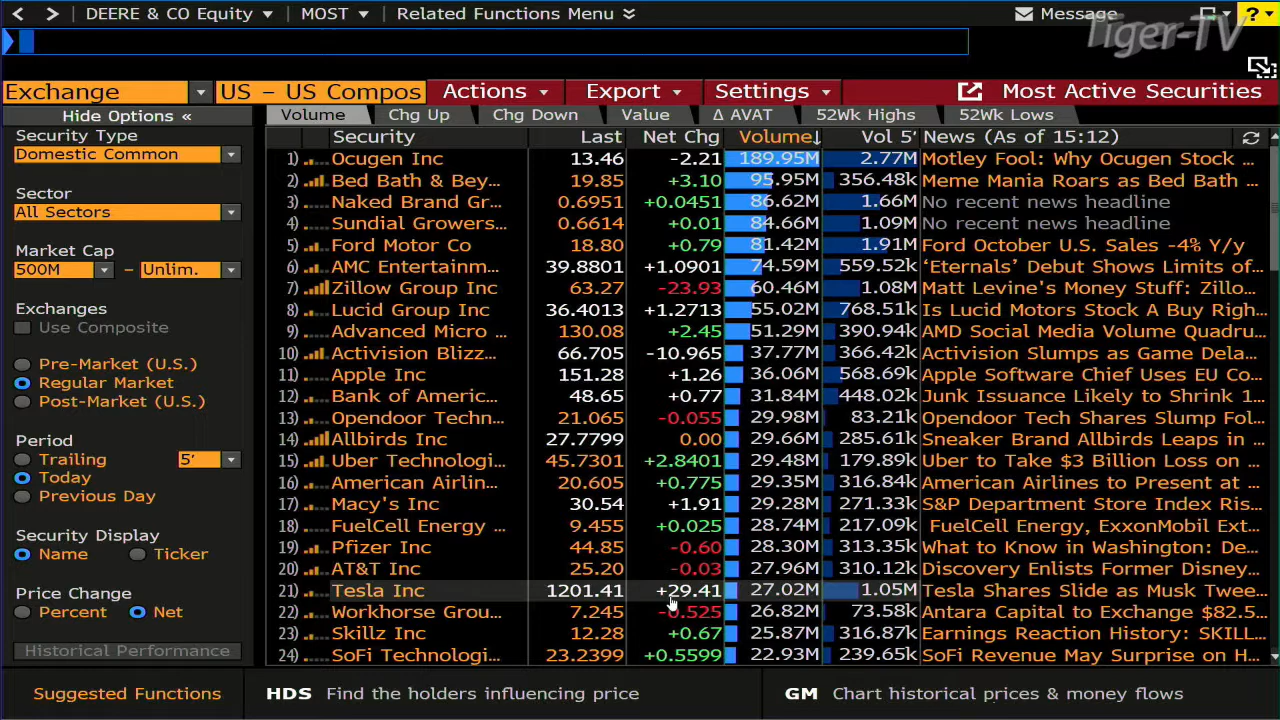 < > DEERE & CO Equity MOST Related Functions Menu Message ?
Tiger-TV
Exchange US - US Compos Actions Export Settings Most Active Securities
Hide Options « Volume Chg Up Chg Down Value Δ AVAT 52Wk Highs 52Wk Lows
Security Type
Domestic Common
Sector
All Sectors
Market Cap
500M - Unlim.
Exchanges
Use Composite
Pre-Market (U.S.)
Regular Market
Post-Market (U.S.)
Period
Trailing 5'
Today
Previous Day
Security Display
Name Ticker
Price Change
Percent Net
Historical Performance
Security Last Net Chg Volume↓ Vol 5' News (As of 15:12)
1) Ocugen Inc 13.46 -2.21 189.95M 2.77M Motley Fool: Why Ocugen Stock ...
2) Bed Bath & Bey... 19.85 +3.10 95.95M 356.48k Meme Mania Roars as Bed Bath ...
3) Naked Brand Gr... 0.6951 +0.0451 86.62M 1.66M No recent news headline
4) Sundial Growers... 0.6614 +0.01 84.66M 1.09M No recent news headline
5) Ford Motor Co 18.80 +0.79 81.42M 1.91M Ford October U.S. Sales -4% Y/y
6) AMC Entertainm... 39.8801 +1.0901 74.59M 559.52k ‘Eternals’ Debut Shows Limits of...
7) Zillow Group Inc 63.27 -23.93 60.46M 1.08M Matt Levine's Money Stuff: Zillo...
8) Lucid Group Inc 36.4013 +1.2713 55.02M 768.51k Is Lucid Motors Stock A Buy Righ...
9) Advanced Micro ... 130.08 +2.45 51.29M 390.94k AMD Social Media Volume Quadru...
10) Activision Blizz... 66.705 -10.965 37.77M 366.42k Activision Slumps as Game Dela...
11) Apple Inc 151.28 +1.26 36.06M 568.69k Apple Software Chief Uses EU Co...
12) Bank of Americ... 48.65 +0.77 31.84M 448.02k Junk Issuance Likely to Shrink 1...
13) Opendoor Techn... 21.065 -0.055 29.98M 83.21k Opendoor Tech Shares Slump Fol...
14) Allbirds Inc 27.7799 0.00 29.66M 285.61k Sneaker Brand Allbirds Leaps in ...
15) Uber Technologi... 45.7301 +2.8401 29.48M 179.89k Uber to Take $3 Billion Loss on ...
16) American Airlin... 20.605 +0.775 29.35M 316.84k American Airlines to Present at ...
17) Macy's Inc 30.54 +1.91 29.33M 271.33k S&P Department Store Index Ris...
18) FuelCell Energy ... 9.455 +0.025 28.74M 217.09k FuelCell Energy, ExxonMobil Ext...
19) Pfizer Inc 44.85 -0.60 28.30M 313.35k What to Know in Washington: De...
20) AT&T Inc 25.20 -0.03 27.96M 310.12k Discovery Enlists Former Disney...
21) Tesla Inc 1201.41 +29.41 27.02M 1.05M Tesla Shares Slide as Musk Twee...
22) Workhorse Grou... 7.245 -0.525 26.82M 73.58k Antara Capital to Exchange $82.5...
23) Skillz Inc 12.28 +0.67 25.87M 316.87k Earnings Reaction History: SKILL...
24) SoFi Technologi... 23.2399 +0.5599 22.93M 239.65k SoFi Revenue May Surprise on H...
Suggested Functions HDS Find the holders influencing price GM Chart historical prices & money flows